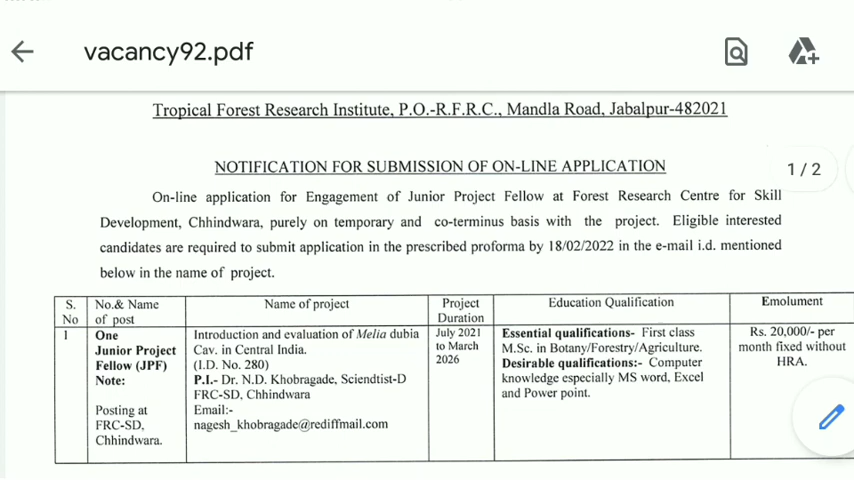 vacancy92.pdf
Tropical Forest Research Institute, P.O.-R.F.R.C., Mandla Road, Jabalpur-482021
NOTIFICATION FOR SUBMISSION OF ON-LINE APPLICATION
1 / 2
On-line application for Engagement of Junior Project Fellow at Forest Research Centre for Skill
Development, Chhindwara, purely on temporary and co-terminus basis with the project. Eligible interested
candidates are required to submit application in the prescribed proforma by 18/02/2022 in the e-mail i.d. mentioned
below in the name of project.
S. No
No.& Name of post
Name of project
Project Duration
Education Qualification
Emolument
1
One
Junior Project
Fellow (JPF)
Note:
Posting at
FRC-SD,
Chhindwara.
Introduction and evaluation of Melia dubia
Cav. in Central India.
(I.D. No. 280)
P.I.- Dr. N.D. Khobragade, Sciendtist-D
FRC-SD, Chhindwara
Email:-
nagesh_khobragade@rediffmail.com
July 2021
to March
2026
Essential qualifications- First class
M.Sc. in Botany/Forestry/Agriculture.
Desirable qualifications:- Computer
knowledge especially MS word, Excel
and Power point.
Rs. 20,000/- per
month fixed without
HRA.